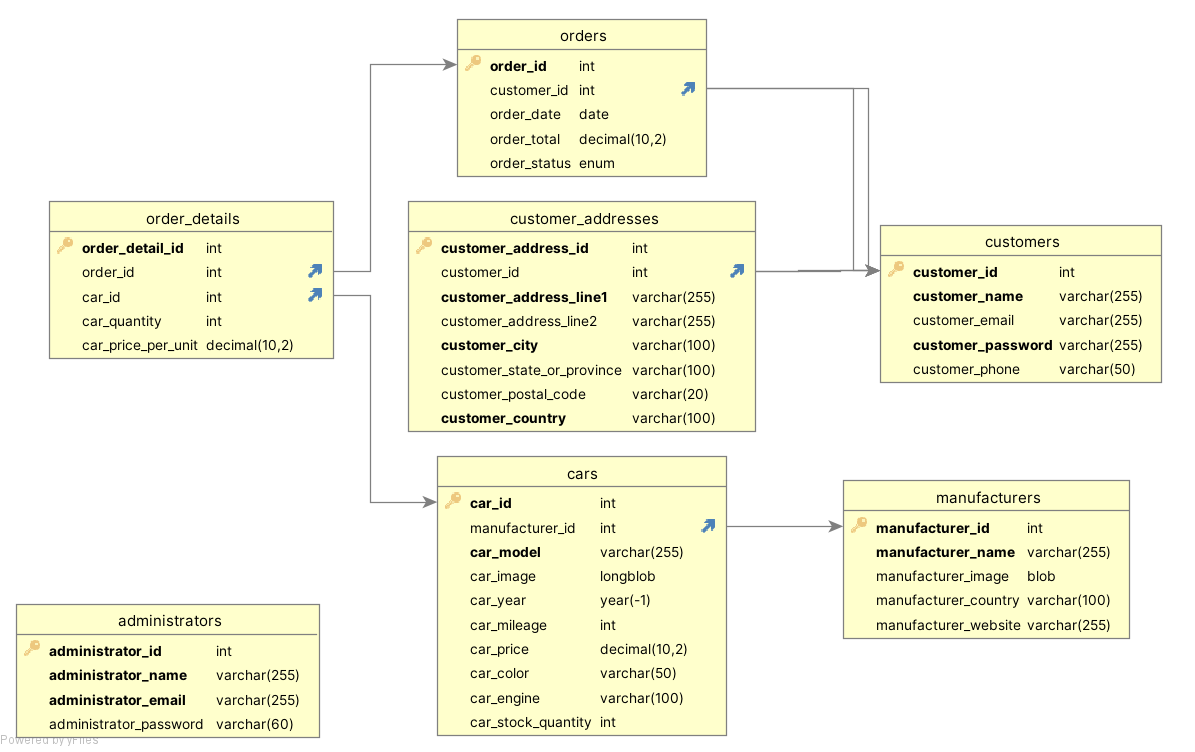 orders
order_id int
customer_id int
order_date date
order_total decimal(10,2)
order_status enum
order_details
order_detail_id int
order_id int
car_id int
car_quantity int
car_price_per_unit decimal(10,2)
customer_addresses
customer_address_id int
customer_id int
customer_address_line1 varchar(255)
customer_address_line2 varchar(255)
customer_city varchar(100)
customer_state_or_province varchar(100)
customer_postal_code varchar(20)
customer_country varchar(100)
customers
customer_id int
customer_name varchar(255)
customer_email varchar(255)
customer_password varchar(255)
customer_phone varchar(50)
cars
car_id int
manufacturer_id int
car_model varchar(255)
car_image longblob
car_year year(-1)
car_mileage int
car_price decimal(10,2)
car_color varchar(50)
car_engine varchar(100)
car_stock_quantity int
manufacturers
manufacturer_id int
manufacturer_name varchar(255)
manufacturer_image blob
manufacturer_country varchar(100)
manufacturer_website varchar(255)
administrators
administrator_id int
administrator_name varchar(255)
administrator_email varchar(255)
administrator_password varchar(60)
Powered by yFiles